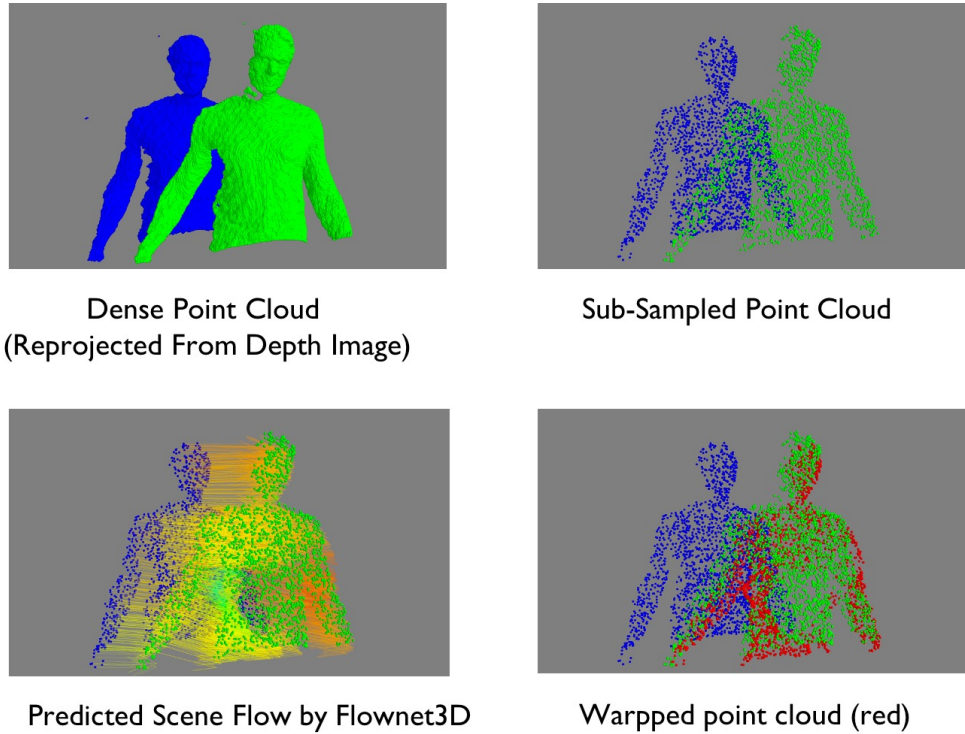 Dense Point Cloud
(Reprojected From Depth Image)
Sub-Sampled Point Cloud
Predicted Scene Flow by Flownet3D
Warpped point cloud (red)